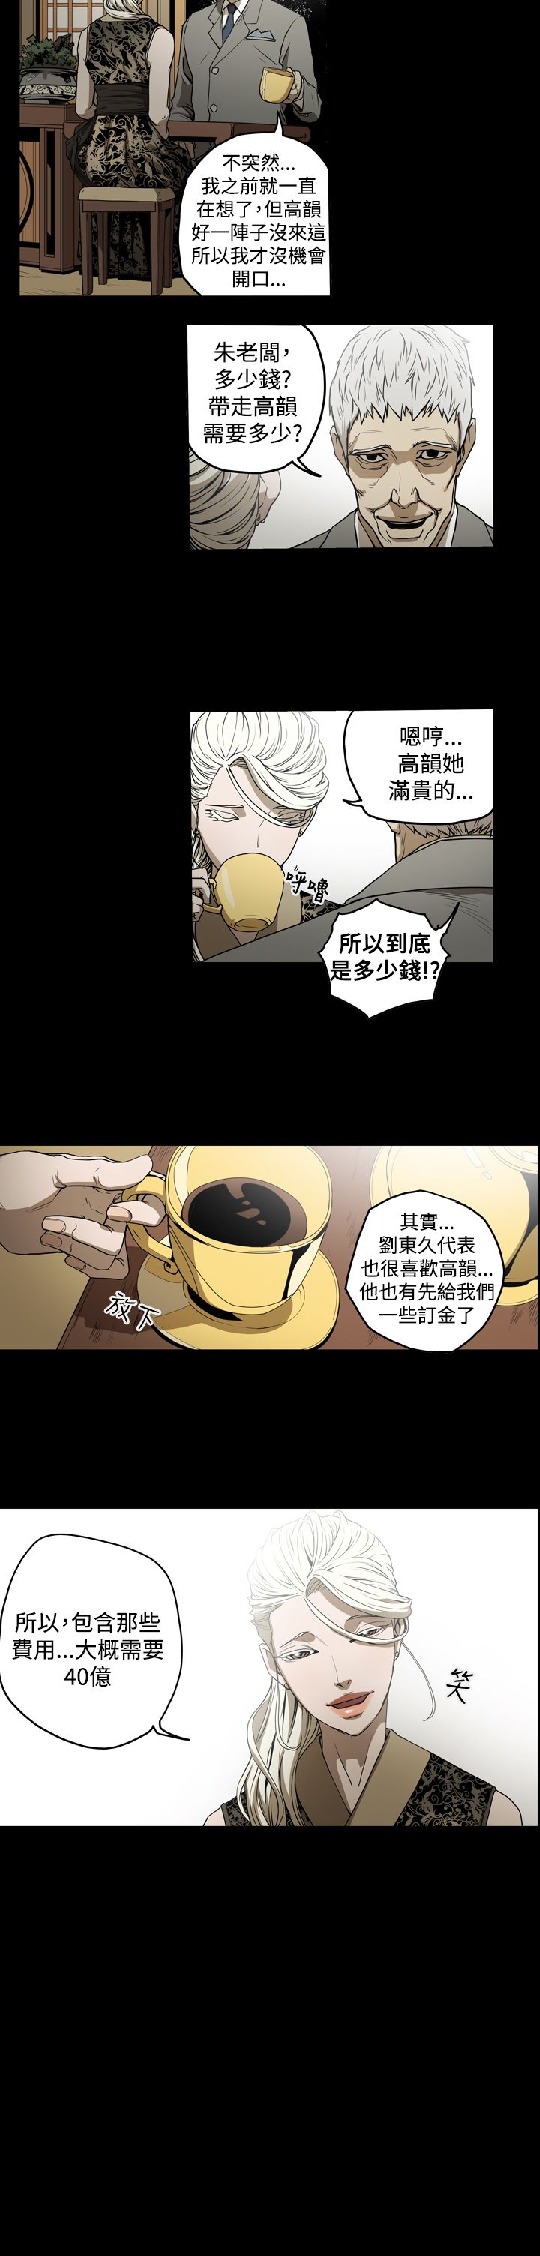 不突然...
我之前就一直
在想了,但高韻
好一陣子沒來這
所以我才沒機會
開口...
朱老闆,
多少錢?
帶走高韻
需要多少?
嗯哼...
高韻她
滿貴的...
呼嚕
所以到底
是多少錢!?
其實...
劉東久代表
也很喜歡高韻...
他也有先給我們
一些訂金了
放下
所以,包含那些
費用...大概需要
40億
笑